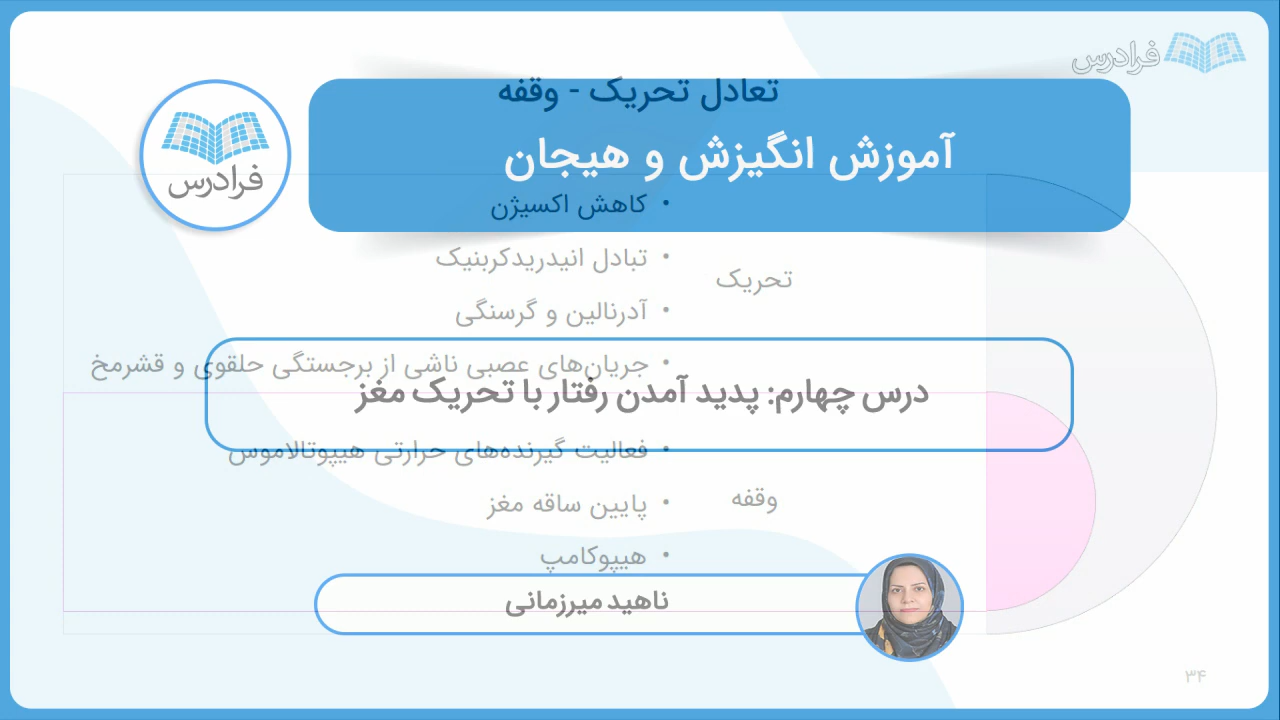 فرادرس
تعادل تحریک - وقفه
آموزش انگیزش و هیجان
فرادرس
• کاهش اکسیژن
• تبادل انیدریدکربنیک
تحریک
• آدرنالین و گرسنگی
• جریان‌های عصبی ناشی از برجستگی حلقوی و قشرمخ
درس چهارم: پدید آمدن رفتار با تحریک مغز
• فعالیت گیرنده‌های حرارتی هیپوتالاموس
وقفه
• پایین ساقه مغز
• هیپوکامپ
ناهید میرزمانی
۳۴